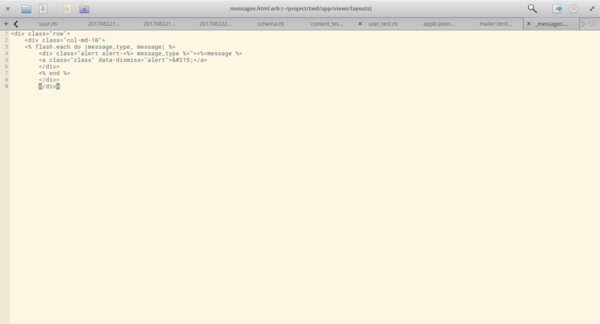 _messages.html.erb (~/project/hwd/app/views/layouts)
user.rb 201708221... 201708221... 201708222... schema.rb content_tes... user_test.rb application.... mailer.html... _messages....
1 <div class="row">
2 <div class="col-md-10">
3 <% flash.each do |message_type, message| %>
4 <div class="alert alert-<%= message_type %>"><%=message %>
5 <a class="class" data-dismiss="alert">&#215;</a>
6 </div>
7 <% end %>
8 </div>
9 </div>